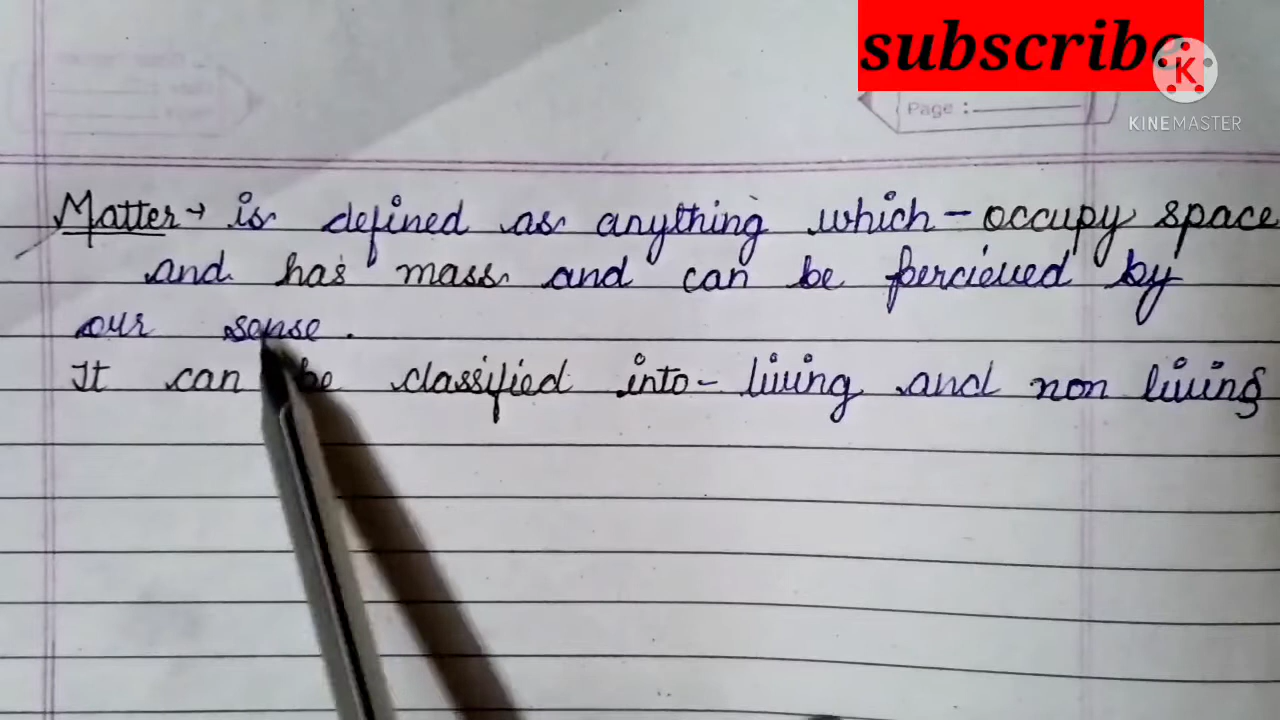 subscribe
KINEMASTER
Page :
Matter→ is defined as anything which - occupy space
and has mass and can be percieved by
our sense.
It can be classified into - living and non living